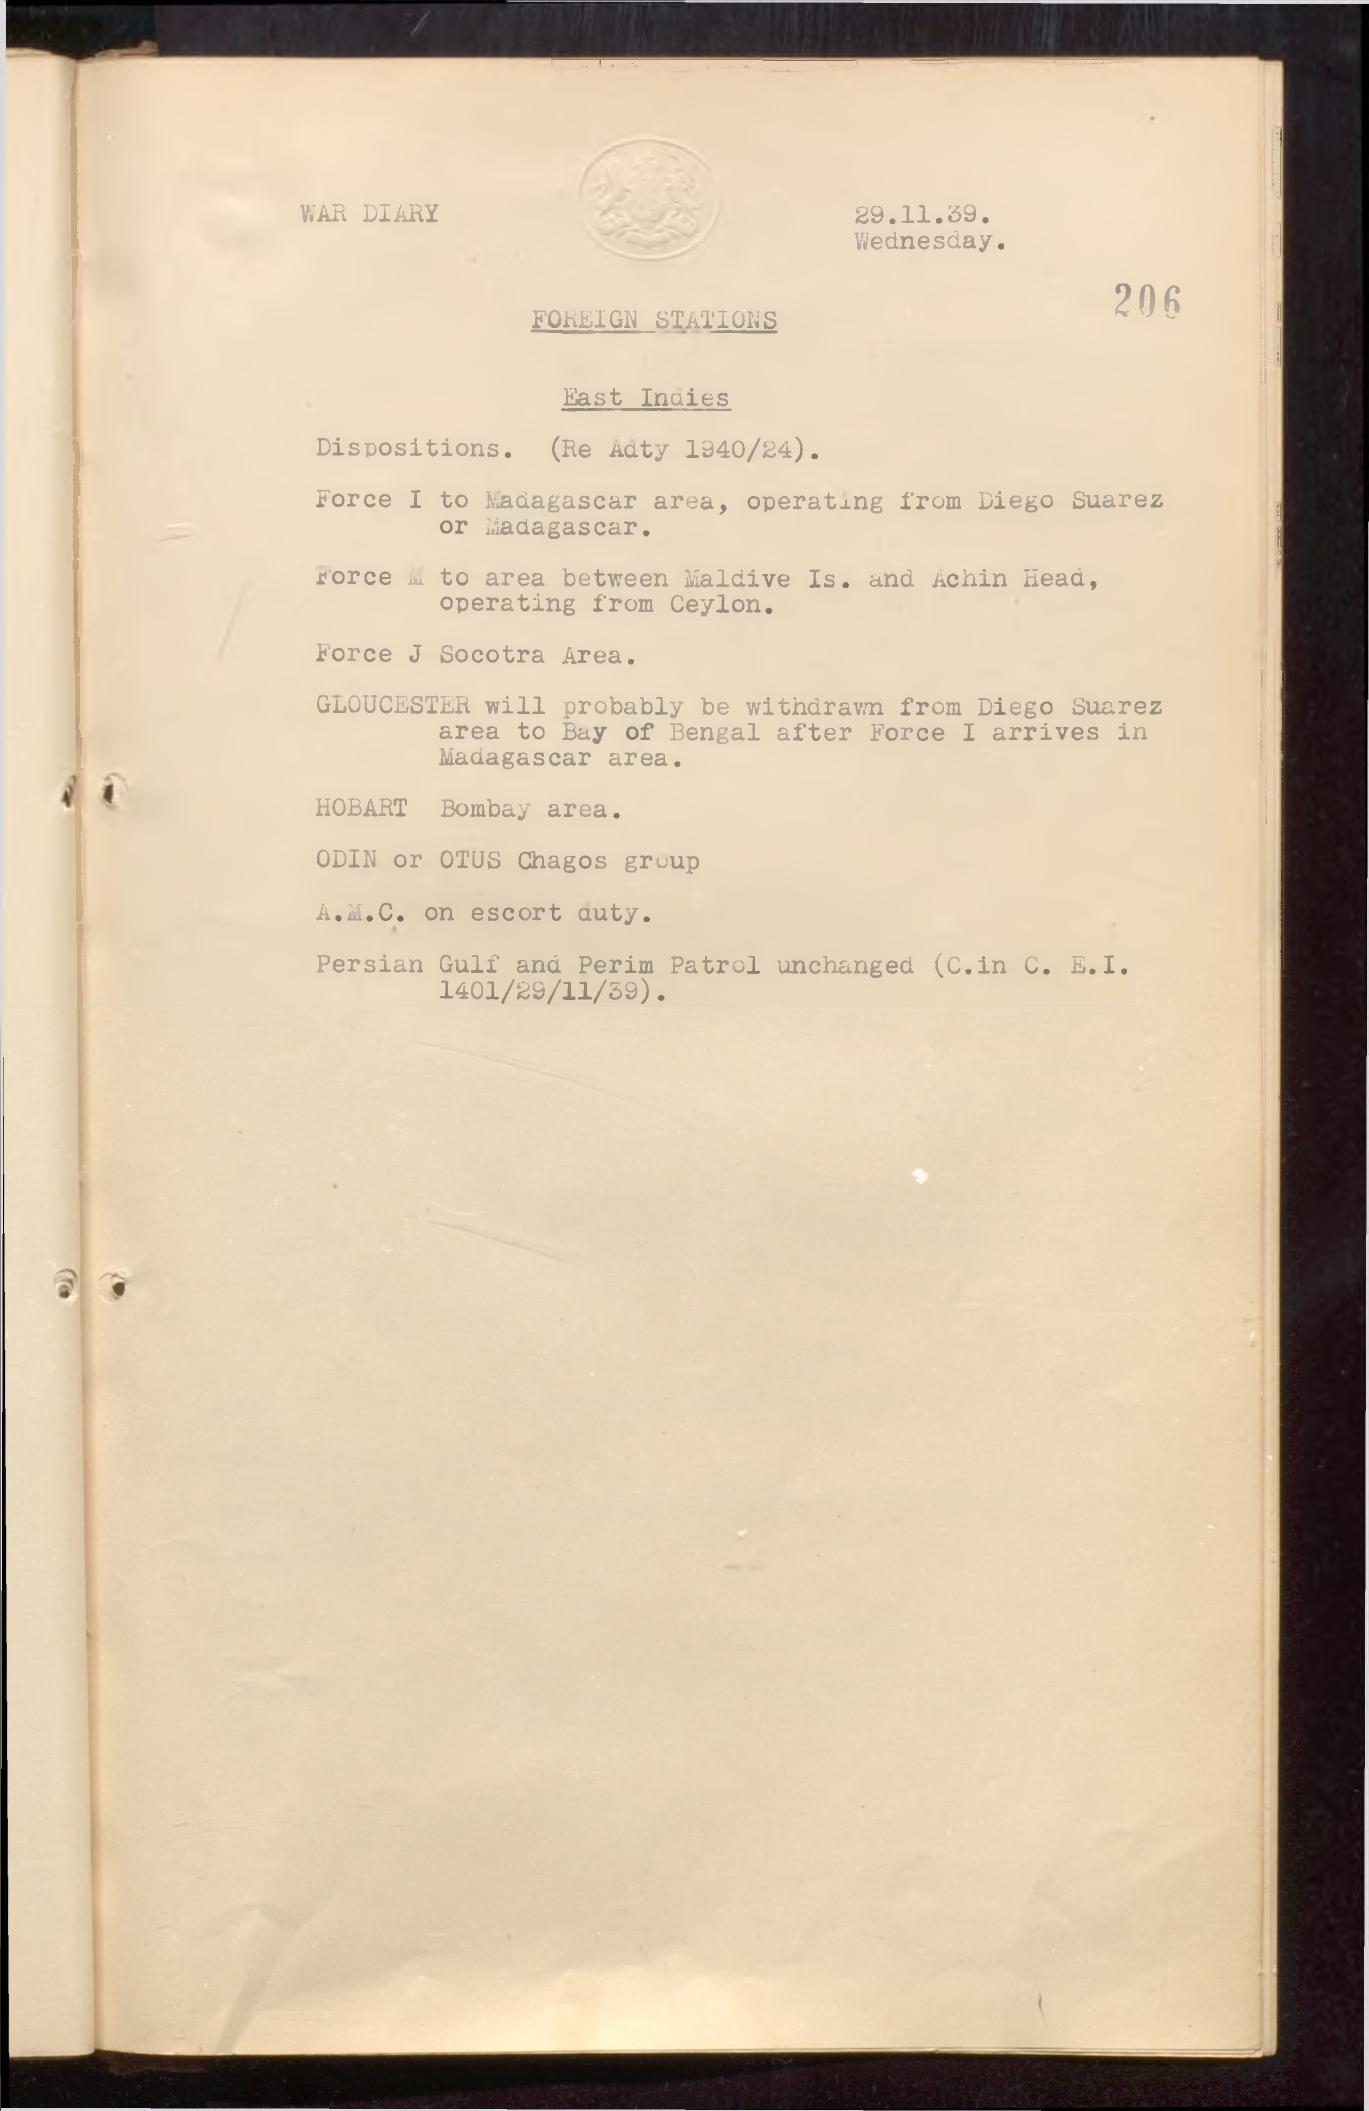 WAR DIARY
29.11.39.
Wednesday.
206
FOREIGN STATIONS
East Indies
Dispositions. (Re Adty 1940/24).
Force I to Madagascar area, operating from Diego Suarez
or Madagascar.
Force M to area between Maldive Is. and Achin Head,
operating from Ceylon.
Force J Socotra Area.
GLOUCESTER will probably be withdrawn from Diego Suarez
area to Bay of Bengal after Force I arrives in
Madagascar area.
HOBART Bombay area.
ODIN or OTUS Chagos group
A.M.C. on escort duty.
Persian Gulf and Perim Patrol unchanged (C.in C. E.I.
1401/29/11/39).